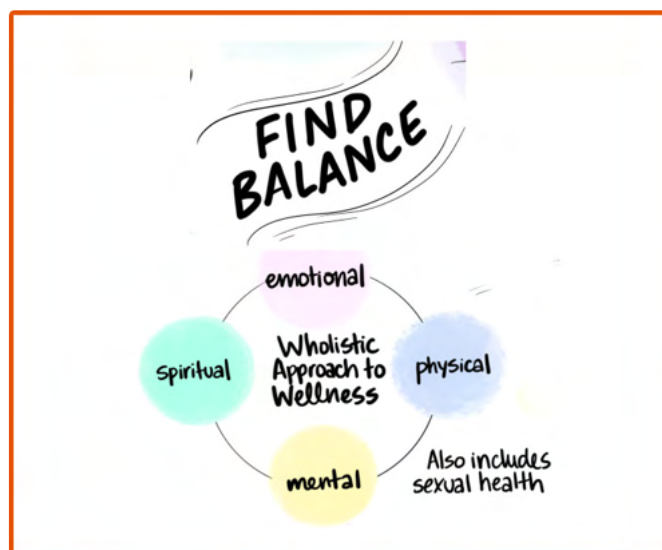 FIND
BALANCE
emotional
spiritual
Wholistic
Approach to
Wellness
physical
mental
Also includes
sexual health